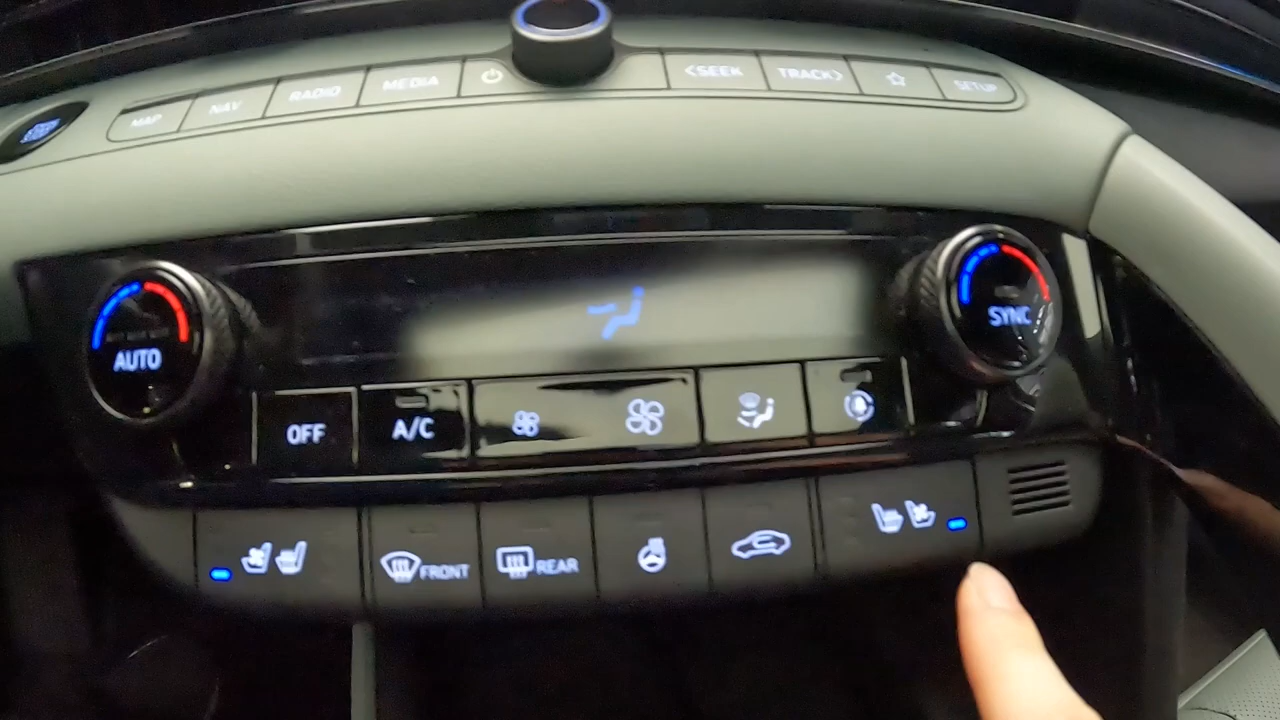 MAP NAV RADIO MEDIA <SEEK TRACK> SETUP
AUTO
SYNC
OFF A/C
FRONT REAR